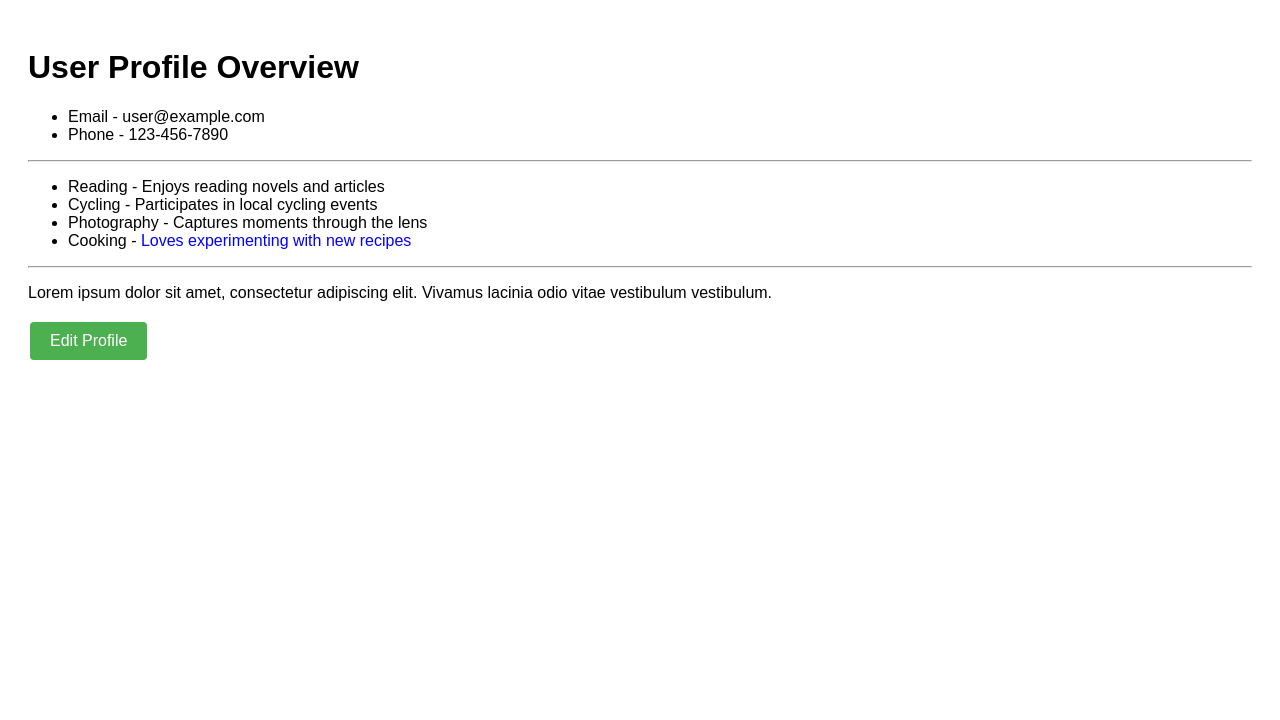 User Profile Overview
Email - user@example.com
Phone - 123-456-7890
Reading - Enjoys reading novels and articles
Cycling - Participates in local cycling events
Photography - Captures moments through the lens
Cooking - Loves experimenting with new recipes
Lorem ipsum dolor sit amet, consectetur adipiscing elit. Vivamus lacinia odio vitae vestibulum vestibulum.
Edit Profile